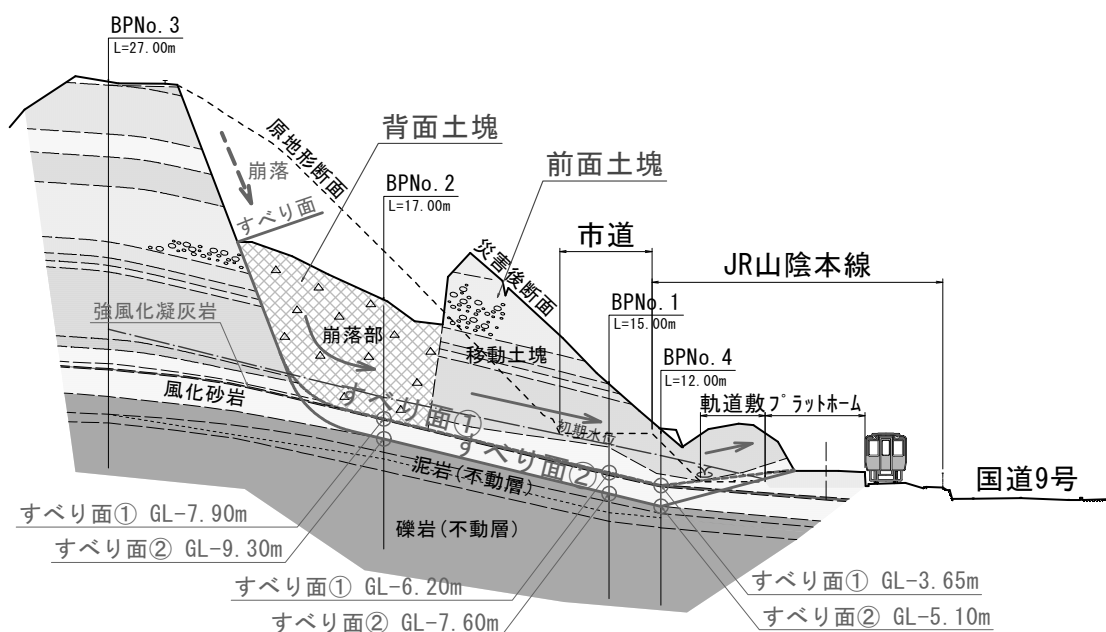 BPNo. 3
L=27.00m
原地形断面
背面土塊
崩落
前面土塊
BPNo. 2
L=17.00m
すべり面
市道
災害後断面
JR山陰本線
BPNo. 1
L=15.00m
強風化凝灰岩
崩落部
移動土塊
BPNo. 4
L=12.00m
風化砂岩
すべり面①
軌道敷
プラットホーム
初期水位
すべり面②
泥岩(不動層)
国道9号
すべり面① GL-7.90m
礫岩(不動層)
すべり面② GL-9.30m
すべり面① GL-6.20m
すべり面① GL-3.65m
すべり面② GL-7.60m
すべり面② GL-5.10m